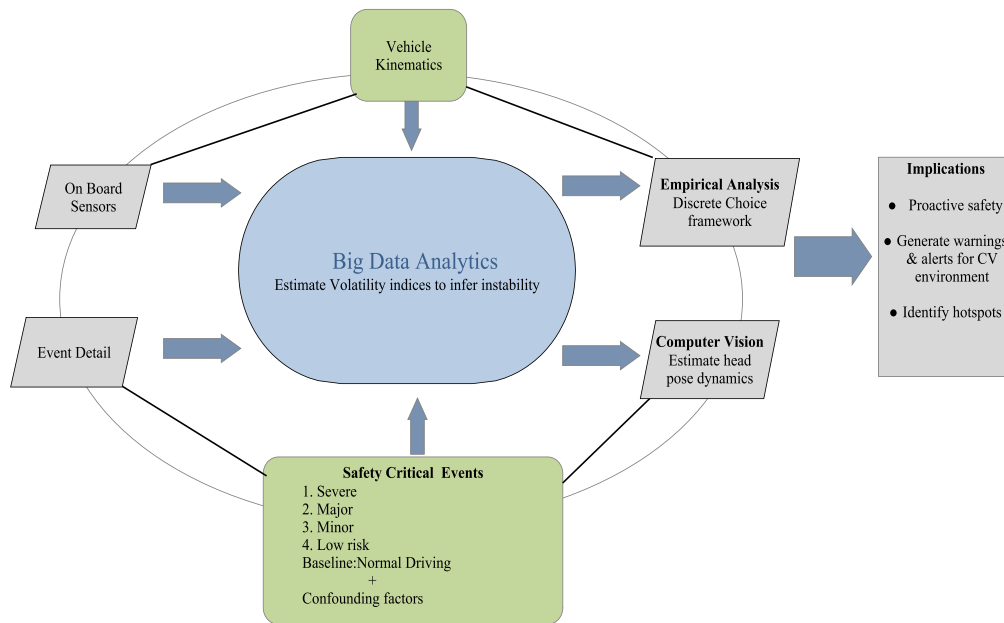 Vehicle
Kinematics
On Board
Sensors
Big Data Analytics
Estimate Volatility indices to infer instability
Empirical Analysis
Discrete Choice
framework
Implications
● Proactive safety
● Generate warnings
& alerts for CV
environment
● Identify hotspots
Event Detail
Computer Vision
Estimate head
pose dynamics
Safety Critical Events
1. Severe
2. Major
3. Minor
4. Low risk
Baseline:Normal Driving
+
Confounding factors